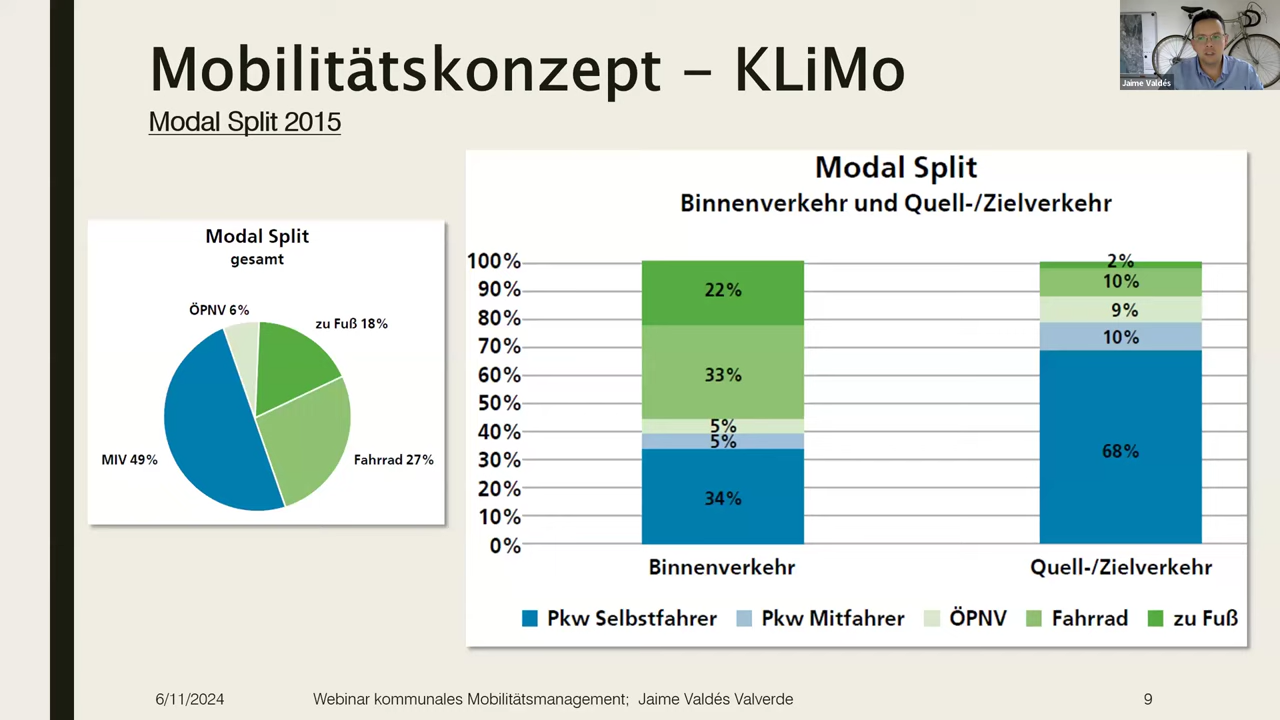 Mobilitätskonzept – KLiMo
Modal Split 2015
Jaime Valdés
Modal Split
gesamt
ÖPNV 6%
zu Fuß 18%
MIV 49%
Fahrrad 27%
Modal Split
Binnenverkehr und Quell-/Zielverkehr
100%
90%
80%
70%
60%
50%
40%
30%
20%
10%
0%
22%
33%
5%
5%
34%
2%
10%
9%
10%
68%
Binnenverkehr
Quell-/Zielverkehr
Pkw Selbstfahrer
Pkw Mitfahrer
ÖPNV
Fahrrad
zu Fuß
6/11/2024
Webinar kommunales Mobilitätsmanagement; Jaime Valdés Valverde
9